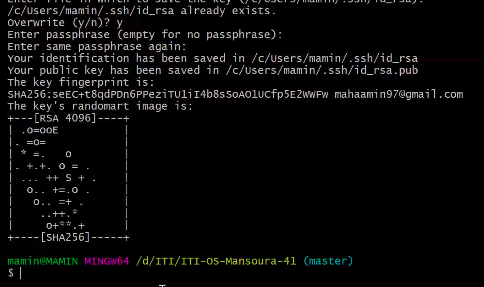 Enter file in which to save the key (/c/Users/mamin/.ssh/id_rsa):
/c/Users/mamin/.ssh/id_rsa already exists.
Overwrite (y/n)? y
Enter passphrase (empty for no passphrase):
Enter same passphrase again:
Your identification has been saved in /c/Users/mamin/.ssh/id_rsa
Your public key has been saved in /c/Users/mamin/.ssh/id_rsa.pub
The key fingerprint is:
mahaamin97@gmail.com
The key's randomart image is:
+---[RSA 4096]----+
| .o=ooE          |
|. =o=            |
| * =.   o        |
|. +.+. o = .     |
| ... ++ S + .    |
|  o.. +=.o .     |
|   o.. =+ .      |
|    ..++.*       |
|     o+**.+      |
+----[SHA256]-----+
mamin@MAMIN MINGW64 /d/ITI/ITI-OS-Mansoura-41 (master)
$